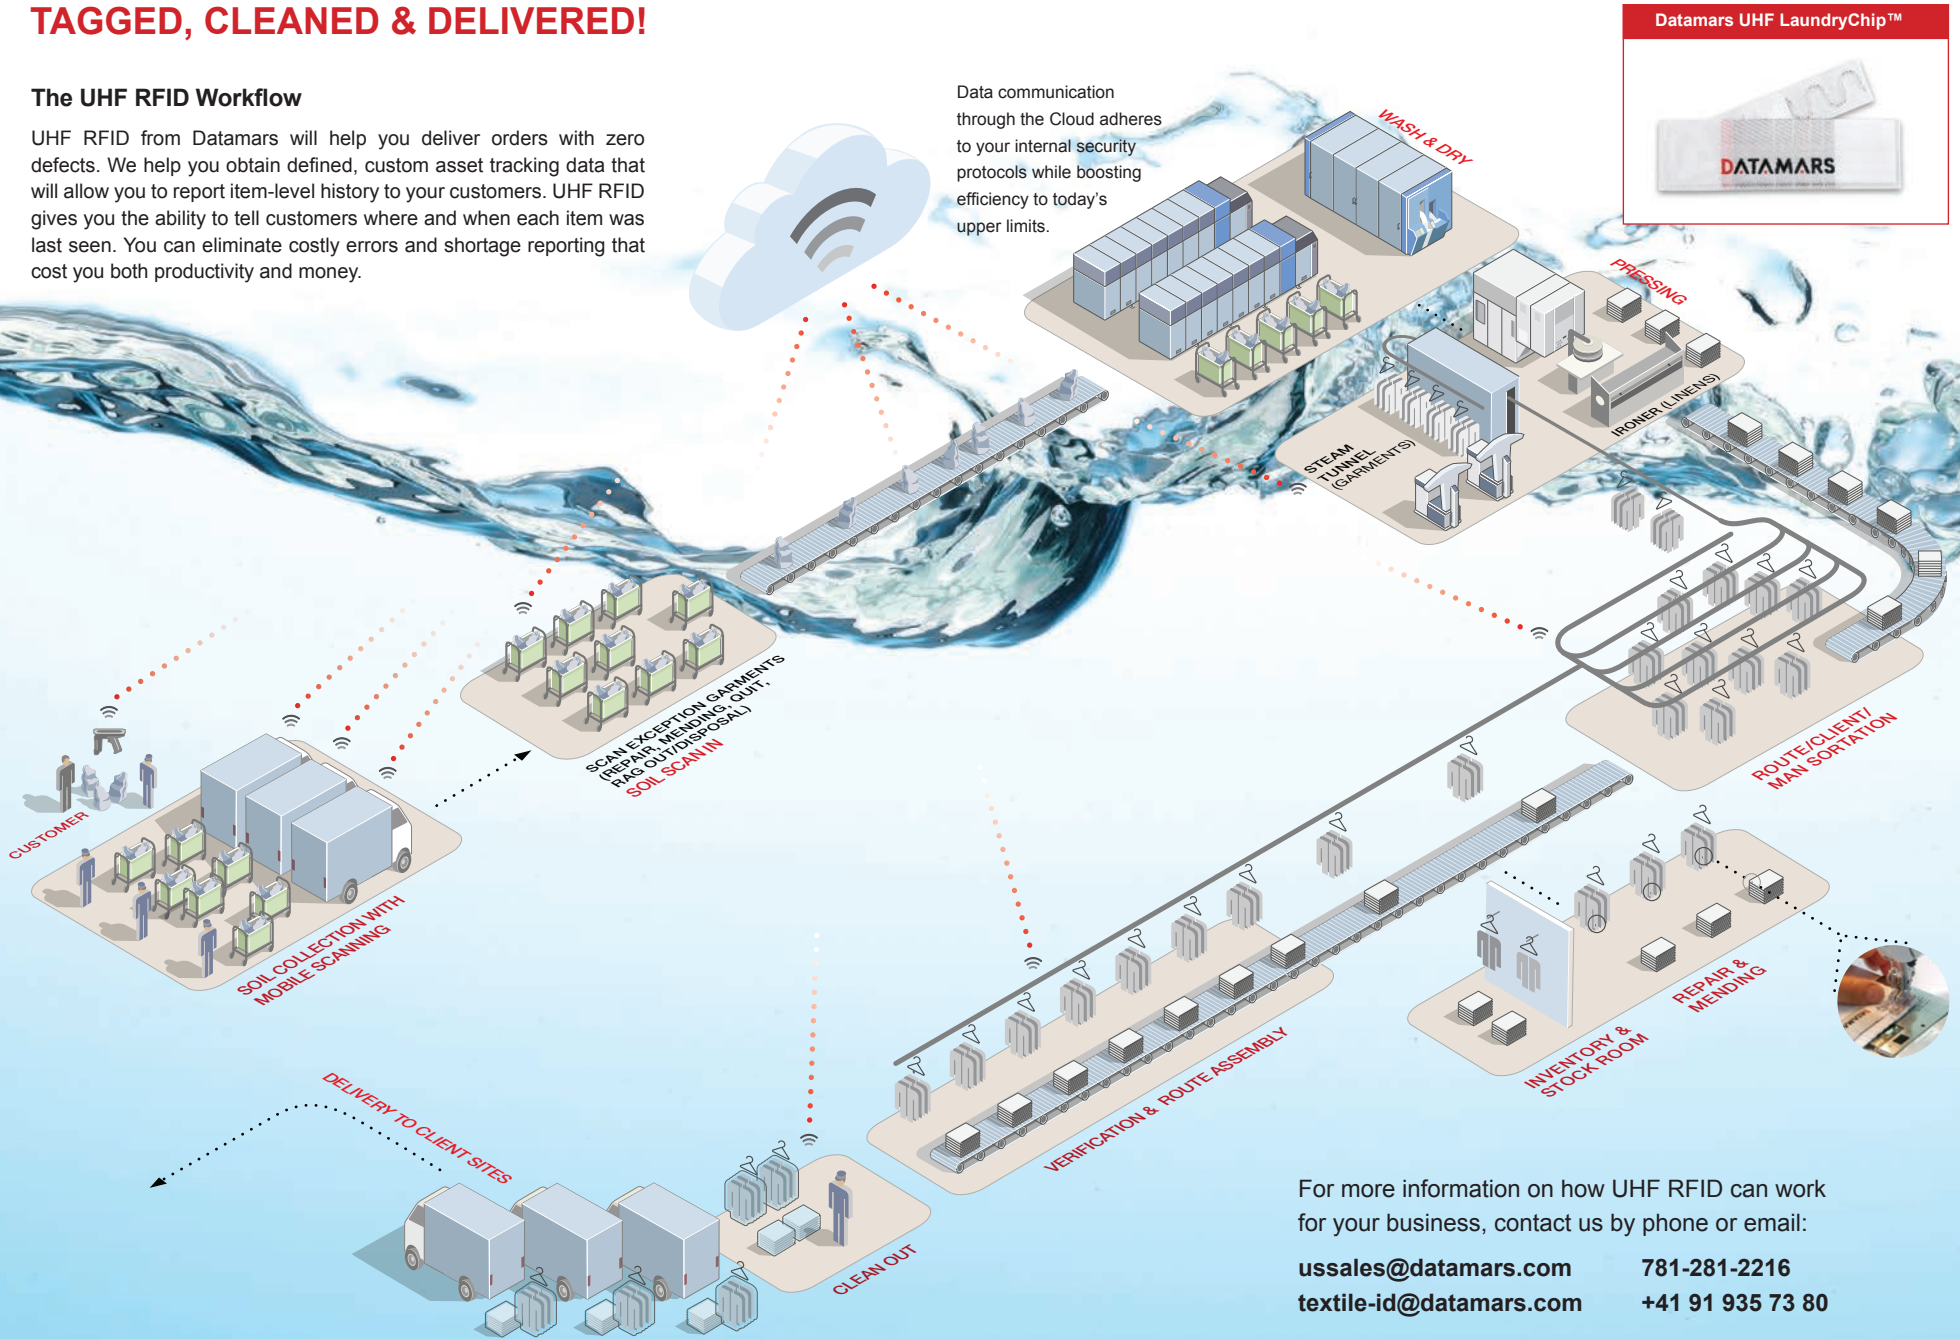 TAGGED, CLEANED & DELIVERED!
The UHF RFID Workflow
UHF RFID from Datamars will help you deliver orders with zero
defects. We help you obtain defined, custom asset tracking data that
will allow you to report item-level history to your customers. UHF RFID
gives you the ability to tell customers where and when each item was
last seen. You can eliminate costly errors and shortage reporting that
cost you both productivity and money.
Data communication
through the Cloud adheres
to your internal security
protocols while boosting
efficiency to today's
upper limits.
Datamars UHF LaundryChip™
DATAMARS
WASH & DRY
PRESSING
IRONER (LINENS)
STEAM
TUNNEL
(GARMENTS)
SCAN EXCEPTION GARMENTS
(REPAIR, MENDING, QUIT,
RAG OUT/DISPOSAL)
SOIL SCAN IN
CUSTOMER
SOIL COLLECTION WITH
MOBILE SCANNING
ROUTE/CLIENT/
MAN SORTATION
REPAIR &
MENDING
INVENTORY &
STOCK ROOM
VERIFICATION & ROUTE ASSEMBLY
CLEAN OUT
DELIVERY TO CLIENT SITES
For more information on how UHF RFID can work
for your business, contact us by phone or email:
ussales@datamars.com 781-281-2216
textile-id@datamars.com +41 91 935 73 80